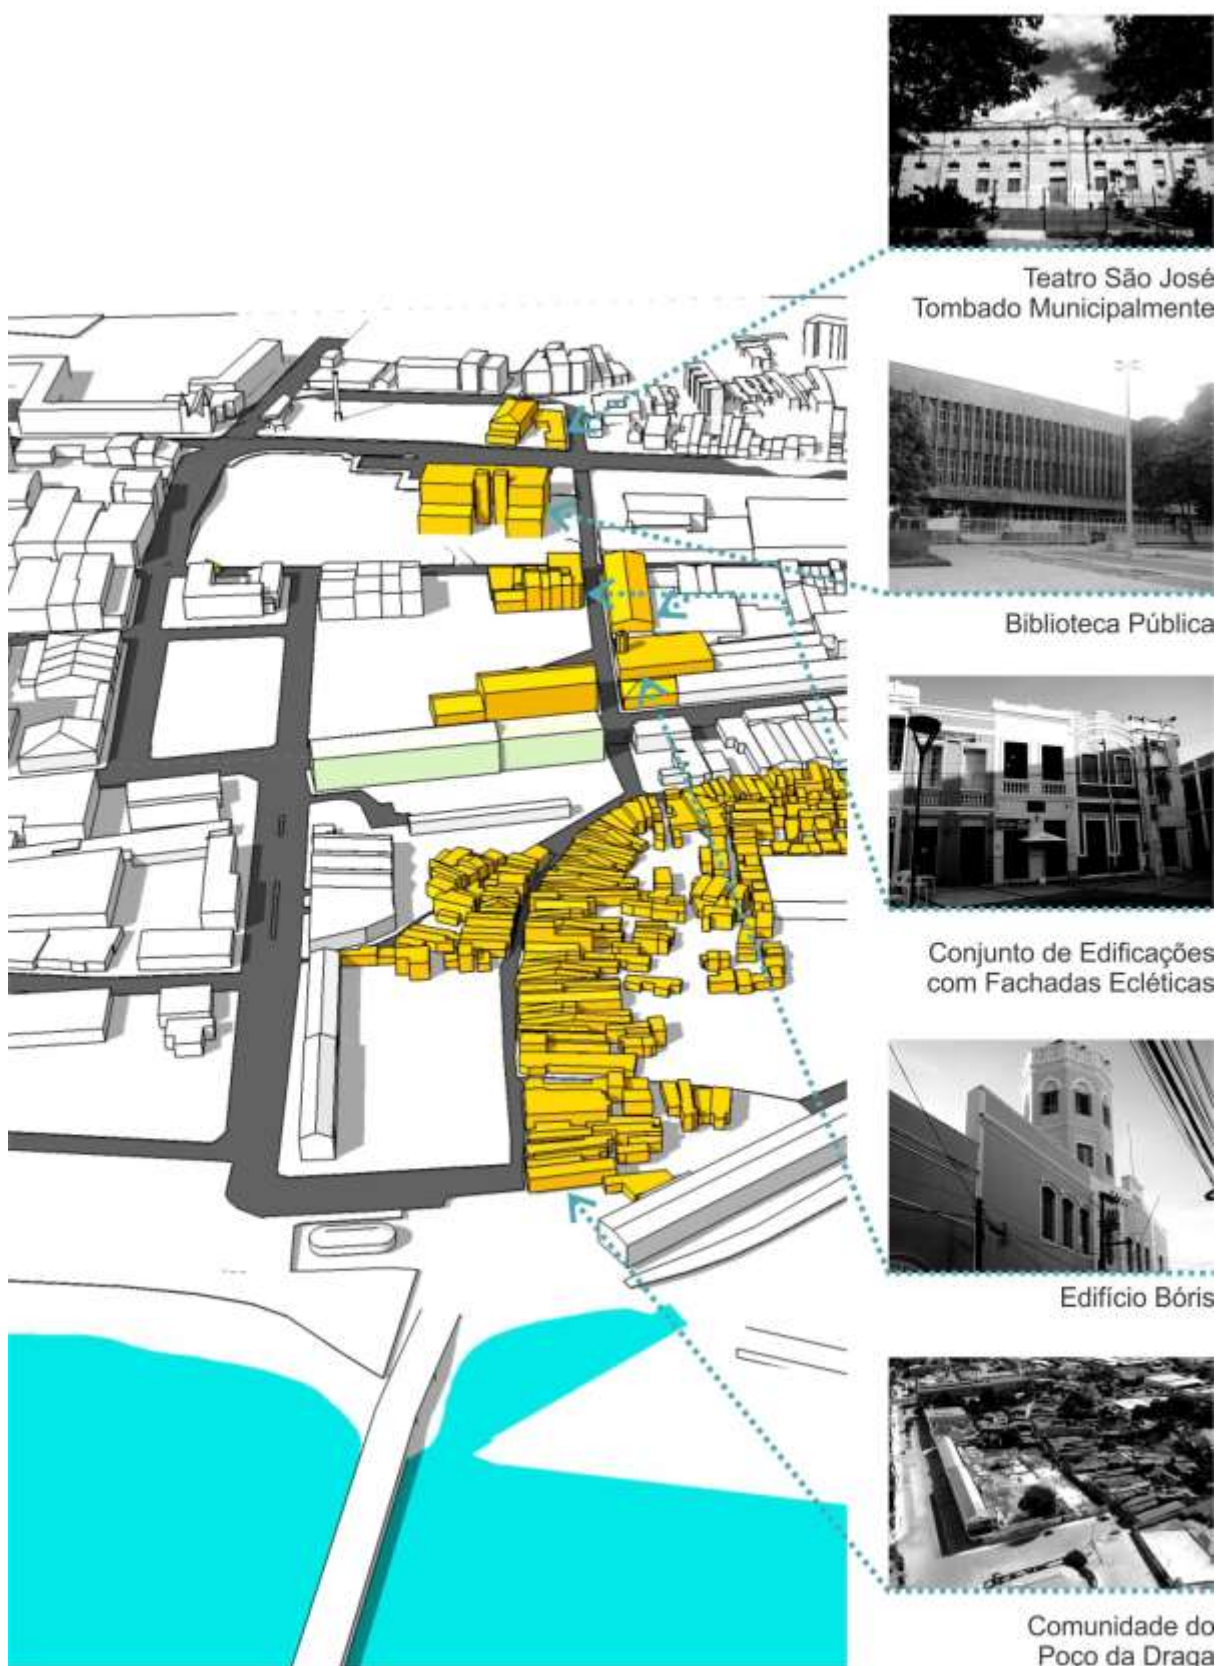 Teatro São José
Tombado Municipalmente
Biblioteca Pública
Conjunto de Edificações
com Fachadas Ecléticas
Edifício Bóris
Comunidade do
Poço da Draga